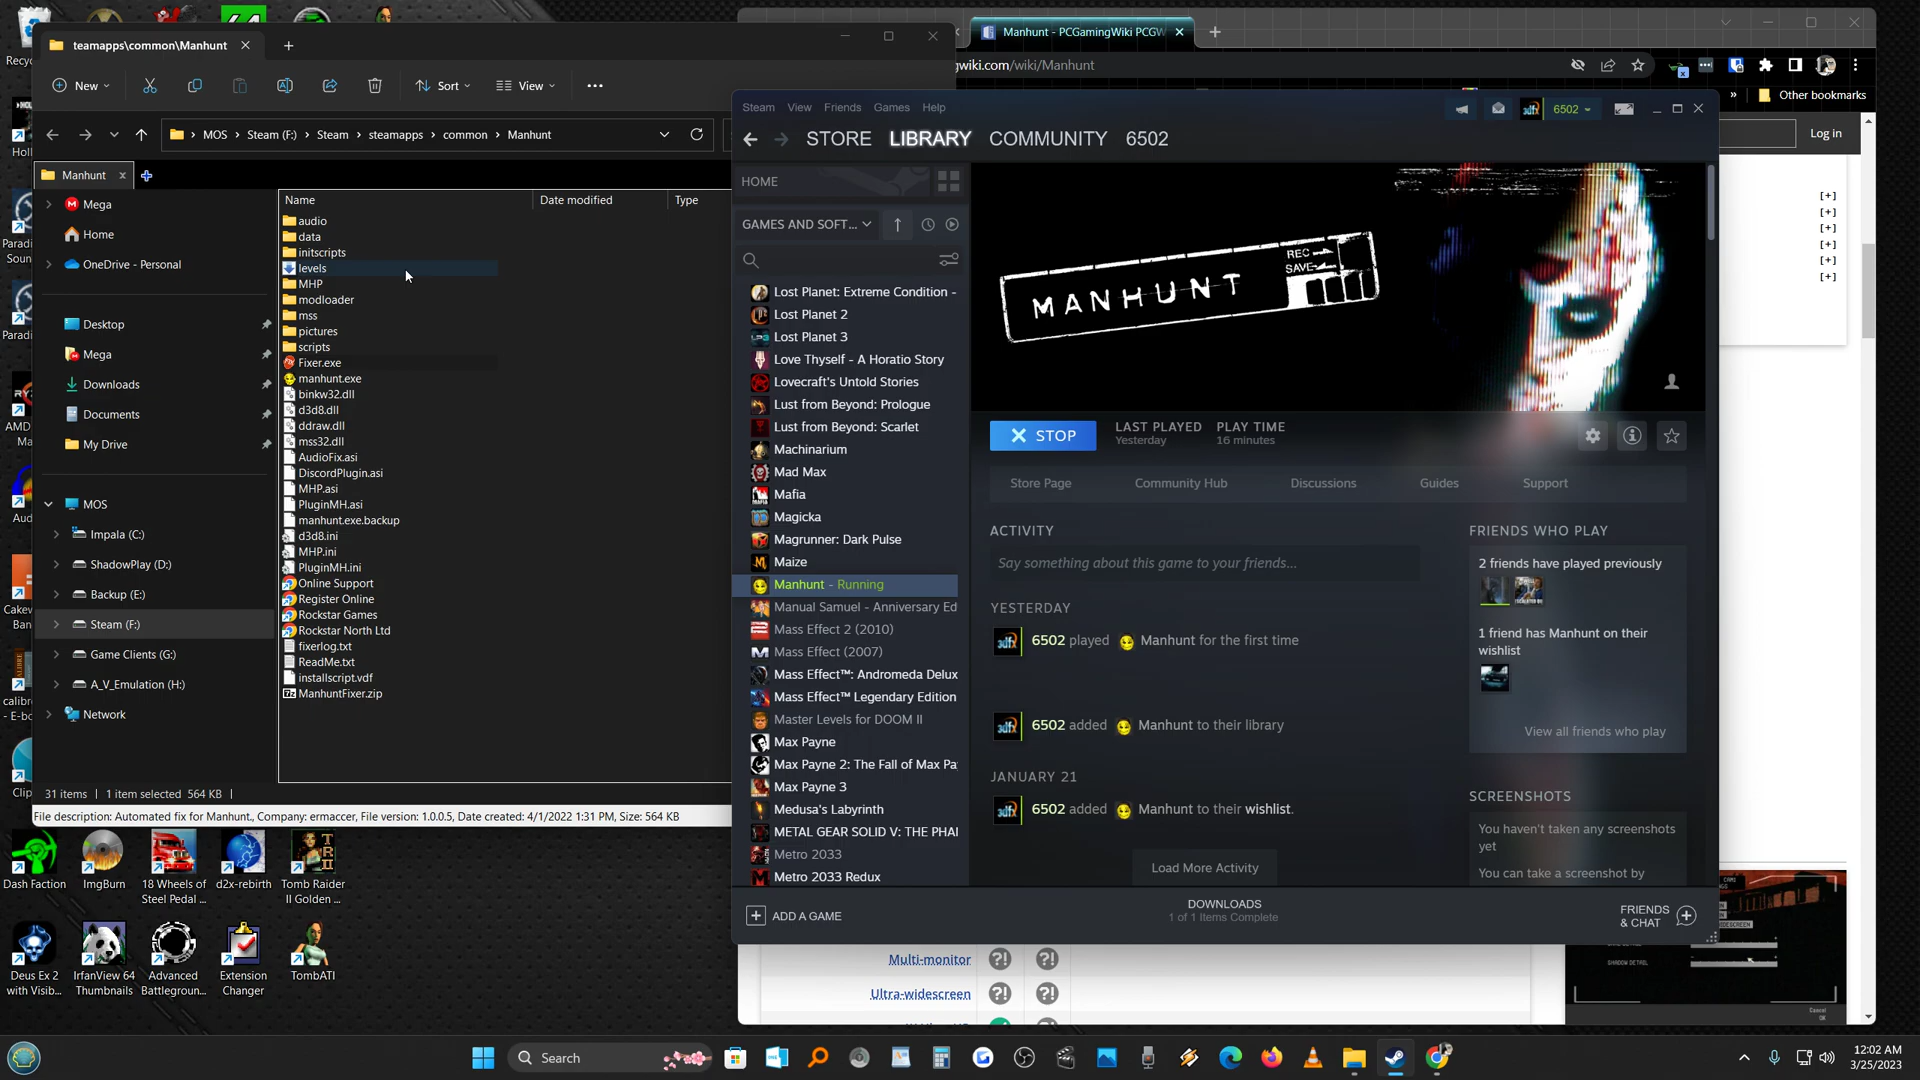 teamapps\common\Manhunt
Manhunt - PCGamingWiki PCGW
gwiki.com/wiki/Manhunt
New
Sort
View
Other bookmarks
MOS
Steam (F:)
Steam
steamapps
common
Manhunt
Steam
View
Friends
Games
Help
6502
STORE
LIBRARY
COMMUNITY
6502
Log in
Manhunt
Mega
Home
OneDrive - Personal
Desktop
Mega
Downloads
Documents
My Drive
MOS
Impala (C:)
ShadowPlay (D:)
Backup (E:)
Steam (F:)
Game Clients (G:)
A_V_Emulation (H:)
Network
Name
Date modified
Type
audio
data
initscripts
levels
MHP
modloader
mss
pictures
scripts
Fixer.exe
manhunt.exe
binkw32.dll
d3d8.dll
ddraw.dll
mss32.dll
AudioFix.asi
DiscordPlugin.asi
MHP.asi
PluginMH.asi
manhunt.exe.backup
d3d8.ini
MHP.ini
PluginMH.ini
Online Support
Register Online
Rockstar Games
Rockstar North Ltd
fixerlog.txt
ReadMe.txt
installscript.vdf
ManhuntFixer.zip
31 items
1 item selected 564 KB
File description: Automated fix for Manhunt., Company: ermaccer, File version: 1.0.0.5, Date created: 4/1/2022 1:31 PM, Size: 564 KB
HOME
GAMES AND SOFT...
Lost Planet: Extreme Condition -
Lost Planet 2
Lost Planet 3
Love Thyself - A Horatio Story
Lovecraft's Untold Stories
Lust from Beyond: Prologue
Lust from Beyond: Scarlet
Machinarium
Mad Max
Mafia
Magicka
Magrunner: Dark Pulse
Maize
Manhunt - Running
Manual Samuel - Anniversary Ed
Mass Effect 2 (2010)
Mass Effect (2007)
Mass Effect™: Andromeda Delux
Mass Effect™ Legendary Edition
Master Levels for DOOM II
Max Payne
Max Payne 2: The Fall of Max Pa
Max Payne 3
Medusa's Labyrinth
METAL GEAR SOLID V: THE PHAN
Metro 2033
Metro 2033 Redux
MANHUNT
REC
SAVE
[+]
[+]
[+]
[+]
[+]
[+]
STOP
LAST PLAYED
Yesterday
PLAY TIME
16 minutes
Store Page
Community Hub
Discussions
Guides
Support
ACTIVITY
Say something about this game to your friends...
YESTERDAY
6502 played Manhunt for the first time
6502 added Manhunt to their library
JANUARY 21
6502 added Manhunt to their wishlist.
Load More Activity
FRIENDS WHO PLAY
2 friends have played previously
1 friend has Manhunt on their
wishlist
View all friends who play
SCREENSHOTS
You haven't taken any screenshots
yet
You can take a screenshot by
ADD A GAME
DOWNLOADS
1 of 1 Items Complete
FRIENDS
& CHAT
Multi-monitor
Ultra-widescreen
SHADOW DETAIL
Dash Faction
ImgBurn
18 Wheels of
Steel Pedal ...
d2x-rebirth
Tomb Raider
II Golden ...
Deus Ex 2
with Visib...
IrfanView 64
Thumbnails
Advanced
Battlegroun...
Extension
Changer
TombATI
Search
12:02 AM
3/25/2023